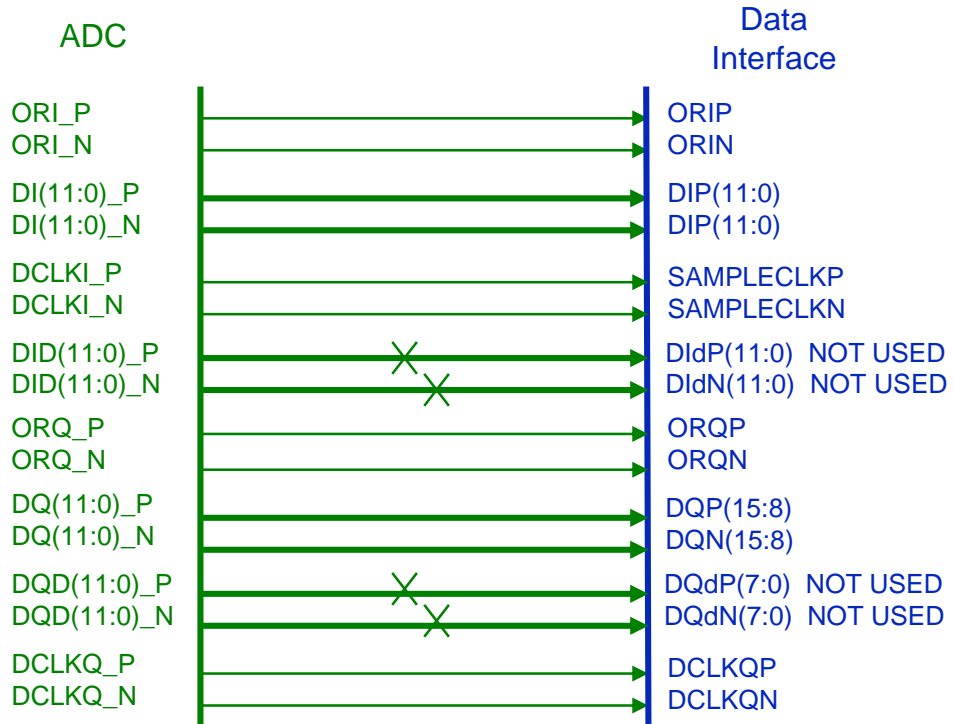 ADC
Data
Interface
ORI_P
ORIP
ORI_N
ORIN
DI(11:0)_P
DIP(11:0)
DI(11:0)_N
DIP(11:0)
DCLKI_P
SAMPLECLKP
DCLKI_N
SAMPLECLKN
DID(11:0)_P
DIdP(11:0) NOT USED
DID(11:0)_N
DIdN(11:0) NOT USED
ORQ_P
ORQP
ORQ_N
ORQN
DQ(11:0)_P
DQP(15:8)
DQ(11:0)_N
DQN(15:8)
DQD(11:0)_P
DQdP(7:0) NOT USED
DQD(11:0)_N
DQdN(7:0) NOT USED
DCLKQ_P
DCLKQP
DCLKQ_N
DCLKQN